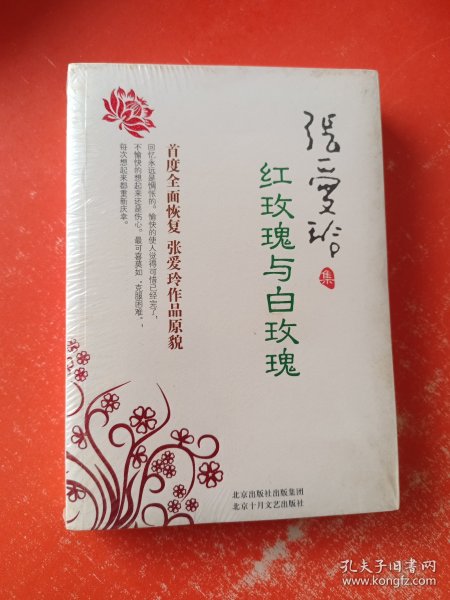 张爱玲
集
红玫瑰与白玫瑰
首度全面恢复 张爱玲作品原貌
回忆永远是惆怅的。愉快的使人觉得可惜已经完了,
不愉快的想起来还是伤心。最可喜莫如“克服困难”,
每次想起来都重新庆幸。
北京出版社出版集团
北京十月文艺出版社
孔夫子旧书网
www.kongfz.com